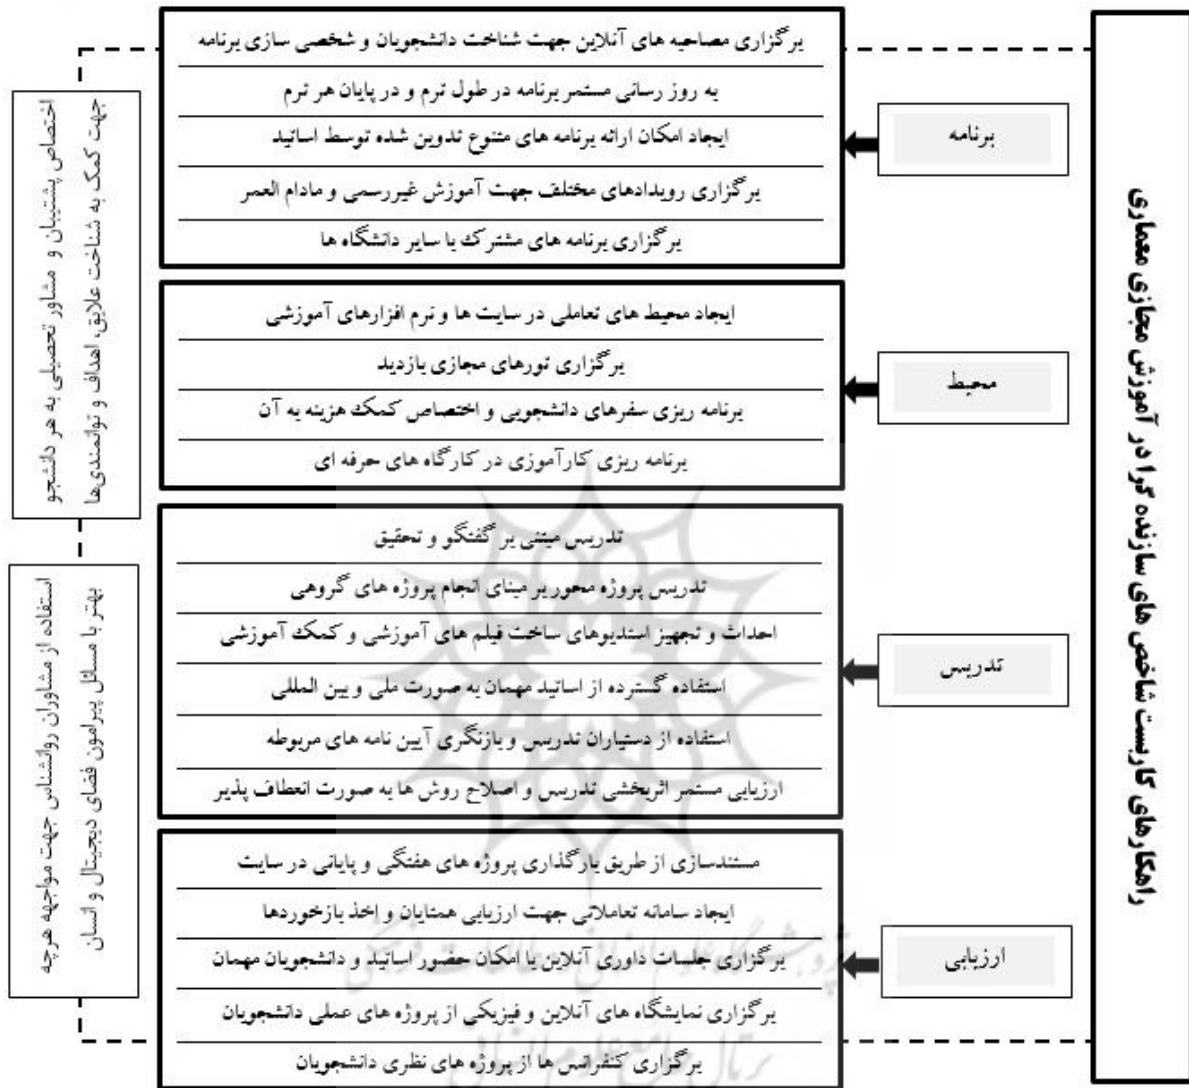 راهکارهای کاربست شاخص های سازنده گرا در آموزش مجازی معماری
برنامه
برگزاری مصاحبه های آنلاین جهت شناخت دانشجویان و شخصی سازی برنامه
به روز رسانی مستمر برنامه در طول ترم و در پایان هر ترم
ایجاد امکان ارائه برنامه های متنوع تدوین شده توسط اساتید
برگزاری رویدادهای مختلف جهت آموزش غیررسمی و مادام العمر
برگزاری برنامه های مشترک با سایر دانشگاه ها
محیط
ایجاد محیط های تعاملی در سایت ها و نرم افزارهای آموزشی
برگزاری تورهای مجازی بازدید
برنامه ریزی سفرهای دانشجویی و اختصاص کمک هزینه به آن
برنامه ریزی کارآموزی در کارگاه های حرفه ای
تدریس
تدریس مبتنی بر گفتگو و تحقیق
تدریس پروژه محور بر مبنای انجام پروژه های گروهی
احداث و تجهیز استدیوهای ساخت فیلم های آموزشی و کمک آموزشی
استفاده گسترده از اساتید مهمان به صورت ملی و بین المللی
استفاده از دستیاران تدریس و بازنگری آیین نامه های مربوطه
ارزیابی مستمر اثربخشی تدریس و اصلاح روش ها به صورت انعطاف پذیر
ارزیابی
مستندسازی از طریق بارگذاری پروژه های هفتگی و پایانی در سایت
ایجاد سامانه تعاملاتی جهت ارزیابی همتایان و اخذ بازخوردها
برگزاری جلسات داوری آنلاین با امکان حضور اساتید و دانشجویان مهمان
برگزاری نمایشگاه های آنلاین و فیزیکی از پروژه های عملی دانشجویان
برگزاری کنفرانس ها از پروژه های نظری دانشجویان
اختصاص پشتیبان و مشاور تحصیلی به هر دانشجو
جهت کمک به شناخت علایق، اهداف و توانمندی‌ها
استفاده از مشاوران روانشناس جهت مواجهه هرچه
بهتر با مسائل پیرامون فضای دیجیتال و انسان
پژوهشگاه علوم انسانی و مطالعات فرهنگی
پرتال جامع علوم انسانی